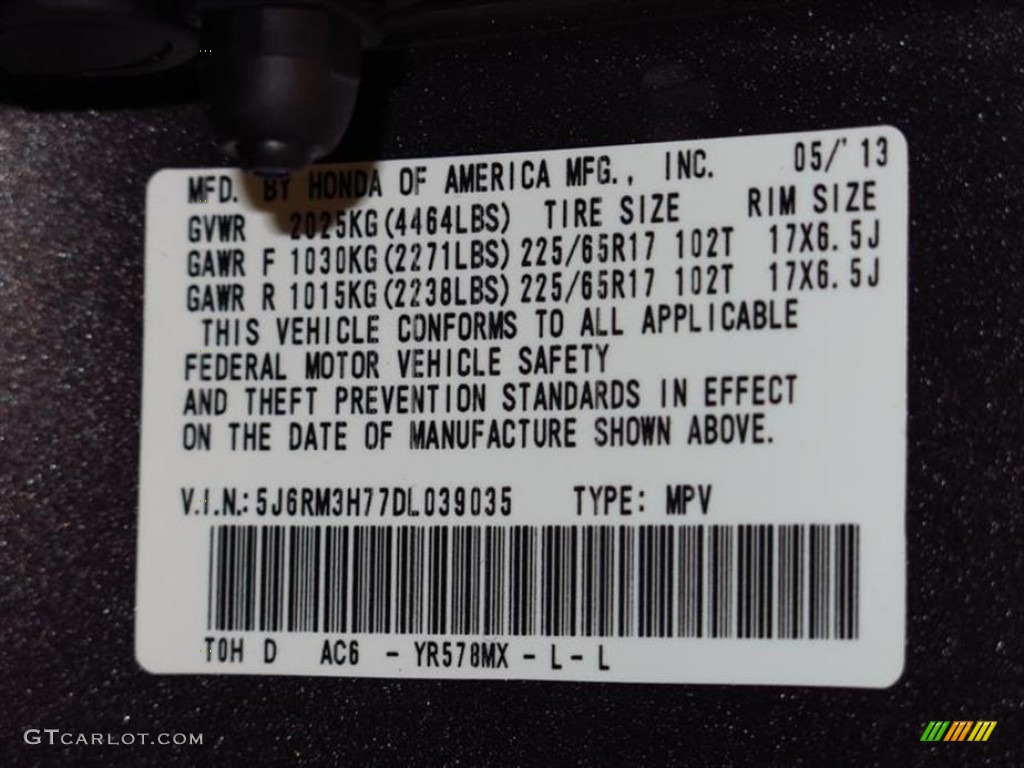 MFD. BY HONDA OF AMERICA MFG., INC. 05/'13
GVWR 2025KG(4464LBS) TIRE SIZE RIM SIZE
GAWR F 1030KG(2271LBS) 225/65R17 102T 17X6.5J
GAWR R 1015KG(2238LBS) 225/65R17 102T 17X6.5J
THIS VEHICLE CONFORMS TO ALL APPLICABLE
FEDERAL MOTOR VEHICLE SAFETY
AND THEFT PREVENTION STANDARDS IN EFFECT
ON THE DATE OF MANUFACTURE SHOWN ABOVE.
V.I.N.: 5J6RM3H77DL039035 TYPE: MPV
TOH D AC6 - YR578MX - L - L
GTCARLOT.COM